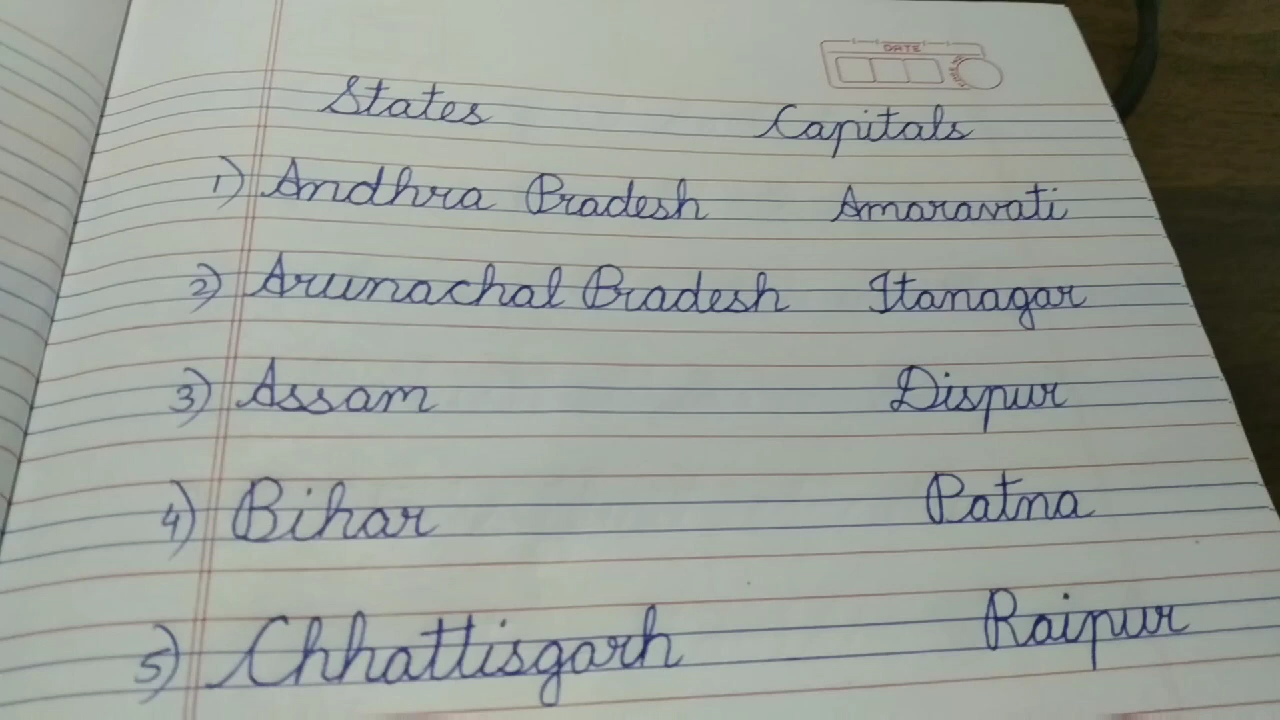 DATE
States Capitals
1) Andhra Pradesh Amaravati
2) Arunachal Pradesh Itanagar
3) Assam Dispur
4) Bihar Patna
5) Chhattisgarh Raipur